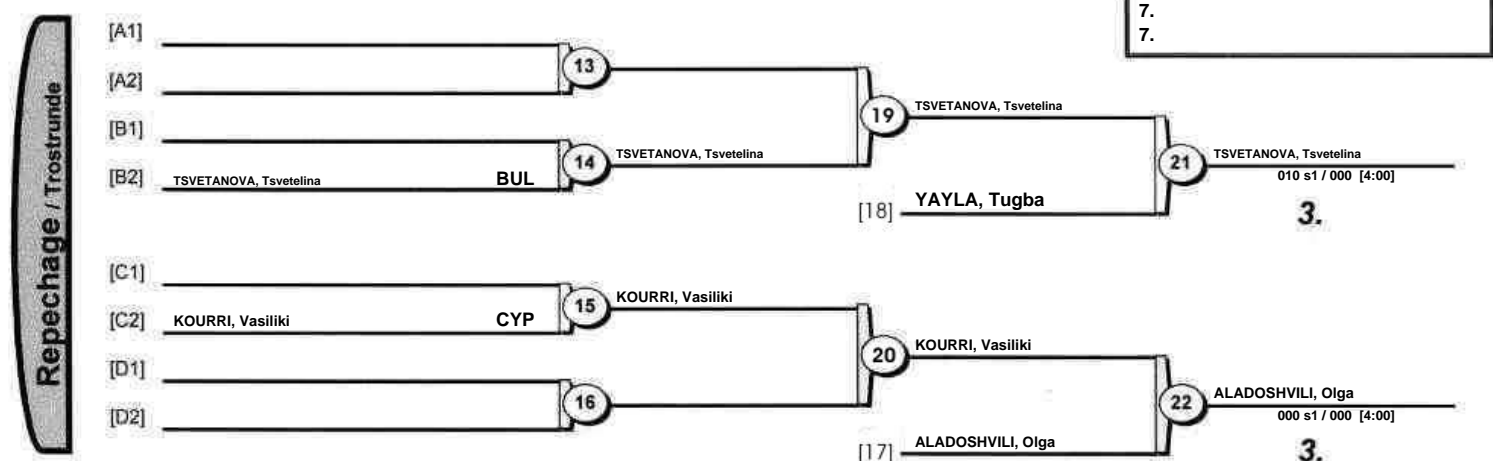 7.
7.
Repechage / Trostrunde
[A1]
[A2]
13
[B1]
14
[B2] TSVETANOVA, Tsvetelina BUL
TSVETANOVA, Tsvetelina
19
TSVETANOVA, Tsvetelina
[18] YAYLA, Tugba
21
TSVETANOVA, Tsvetelina
010 s1 / 000 [4:00]
3.
[C1]
15
[C2] KOURRI, Vasiliki CYP
KOURRI, Vasiliki
[D1]
16
[D2]
20
KOURRI, Vasiliki
[17] ALADOSHVILI, Olga
22
ALADOSHVILI, Olga
000 s1 / 000 [4:00]
3.